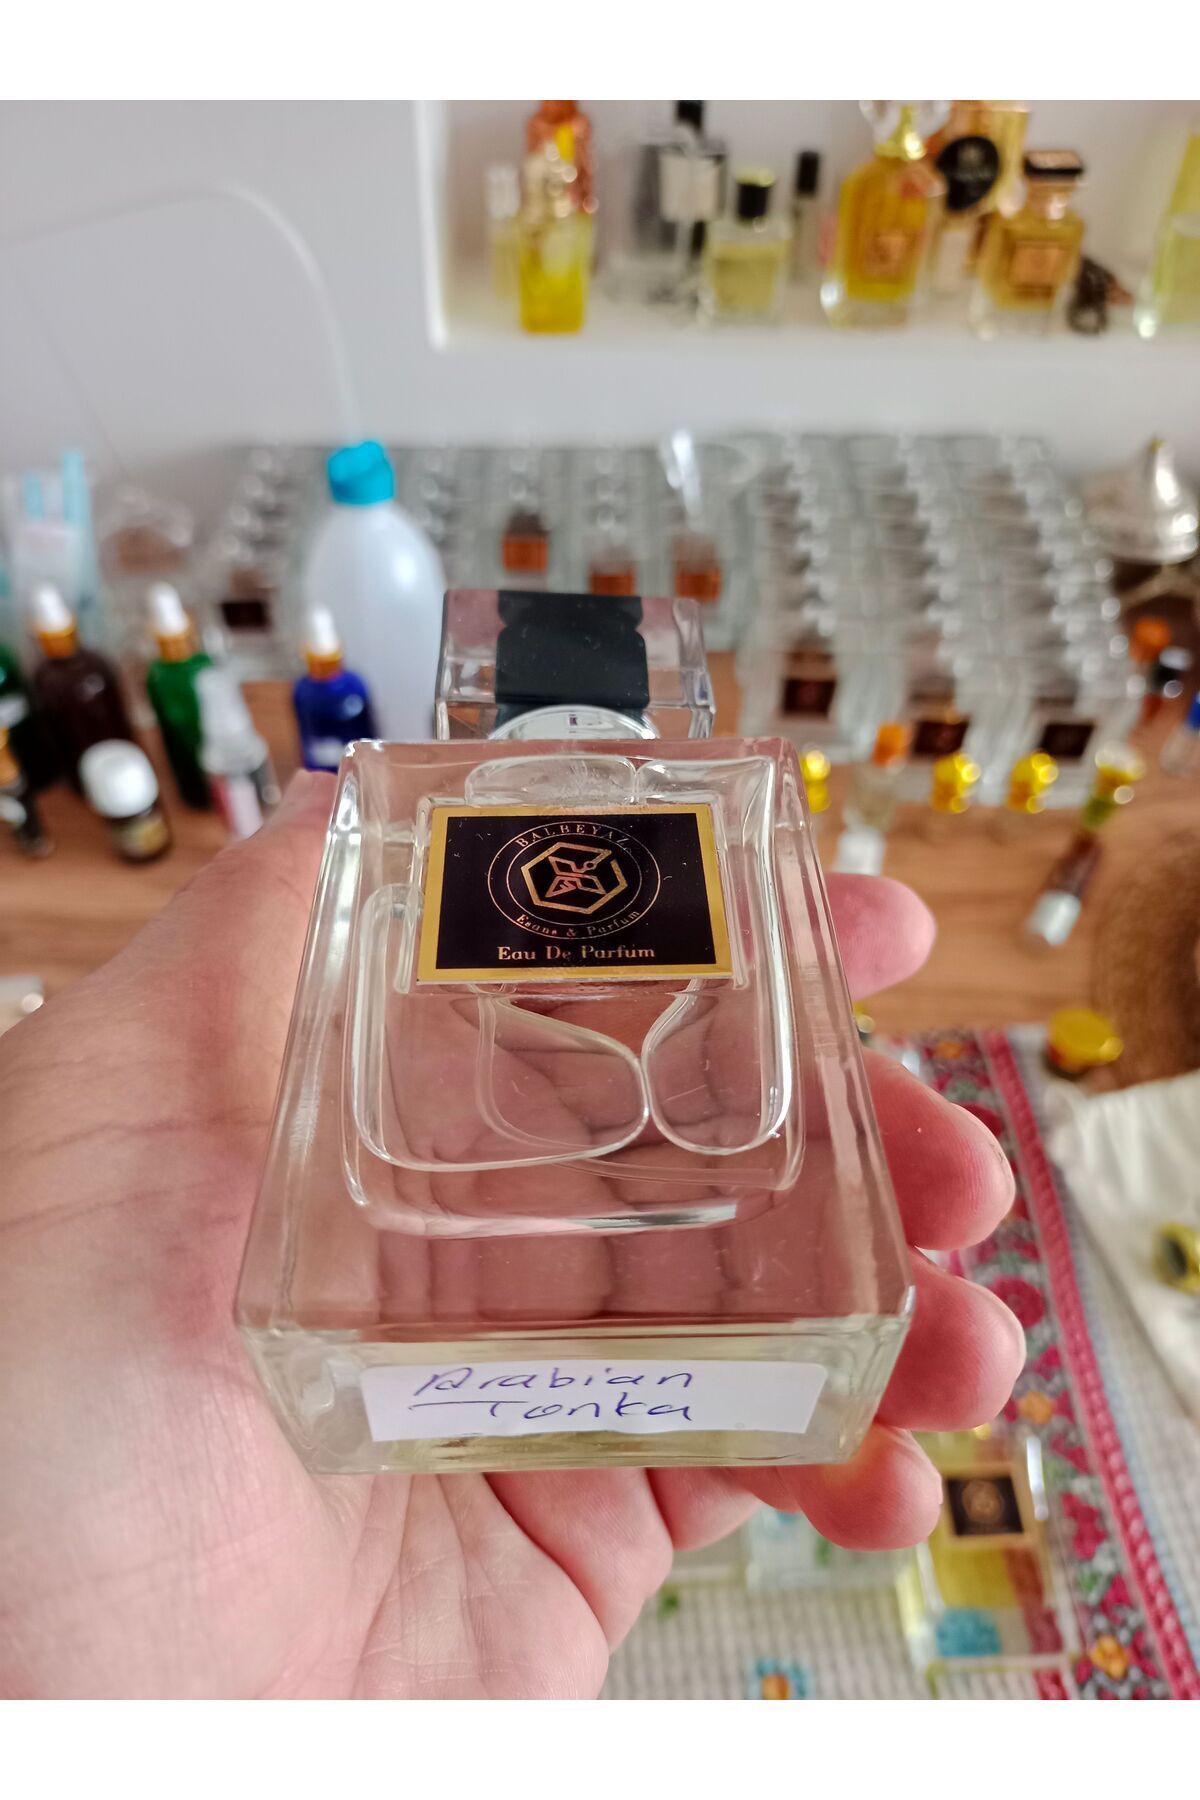 BALBEYAZ
Esans & Parfum
Eau De Parfum
Arabian
Tonka